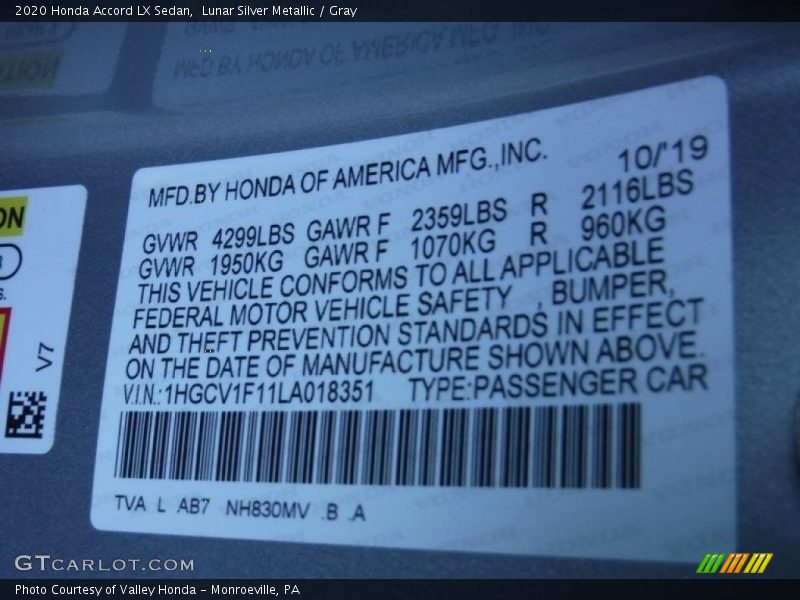 2020 Honda Accord LX Sedan,  Lunar Silver Metallic / Gray
MFD.BY HONDA OF AMERICA MFG.,INC. 10/'19
GVWR 4299LBS GAWR F 2359LBS R 2116LBS
GVWR 1950KG GAWR F 1070KG R 960KG
THIS VEHICLE CONFORMS TO ALL APPLICABLE
FEDERAL MOTOR VEHICLE SAFETY , BUMPER,
AND THEFT PREVENTION STANDARDS IN EFFECT
ON THE DATE OF MANUFACTURE SHOWN ABOVE.
V.I.N.:1HGCV1F11LA018351 TYPE:PASSENGER CAR
TVA L AB7 NH830MV .B .A
ON
S.
V7
GTCARLOT.COM
Photo Courtesy of Valley Honda - Monroeville, PA